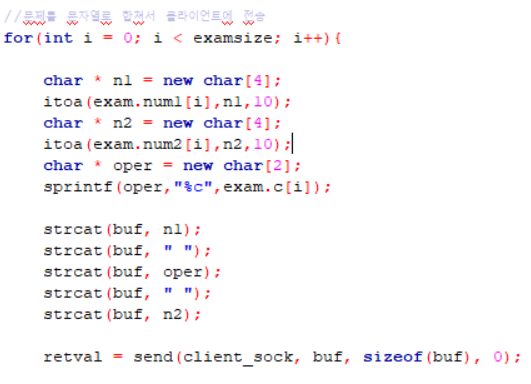 //문제를 문자열로 합쳐서 클라이언트에 전송
for(int i = 0; i < examsize; i++){
char * n1 = new char[4];
itoa(exam.num1[i],n1,10);
char * n2 = new char[4];
itoa(exam.num2[i],n2,10);
char * oper = new char[2];
sprintf(oper,"%c",exam.c[i]);
strcat(buf, n1);
strcat(buf, " ");
strcat(buf, oper);
strcat(buf, " ");
strcat(buf, n2);
retval = send(client_sock, buf, sizeof(buf), 0);